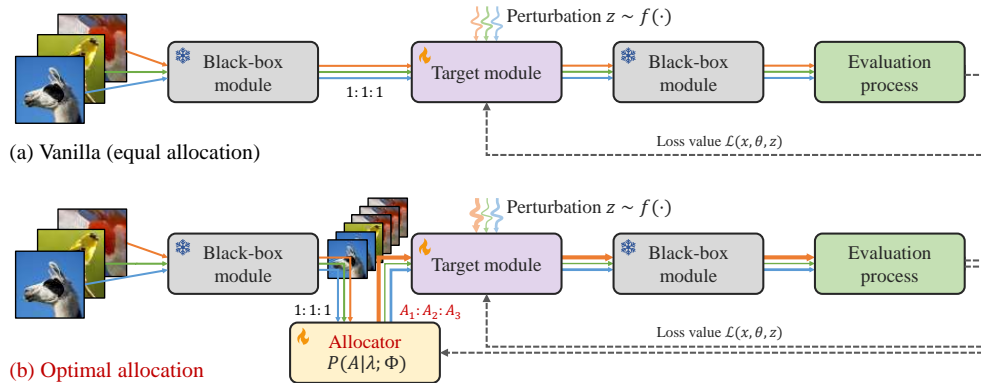 Perturbation z ~ f(·)
Black-box
module
Target module
Black-box
module
Evaluation
process
1: 1: 1
Loss value ℒ(x, θ, z)
(a) Vanilla (equal allocation)
Perturbation z ~ f(·)
Black-box
module
Target module
Black-box
module
Evaluation
process
1: 1: 1
A₁: A₂: A₃
Loss value ℒ(x, θ, z)
Allocator
P(A|λ; Φ)
(b) Optimal allocation